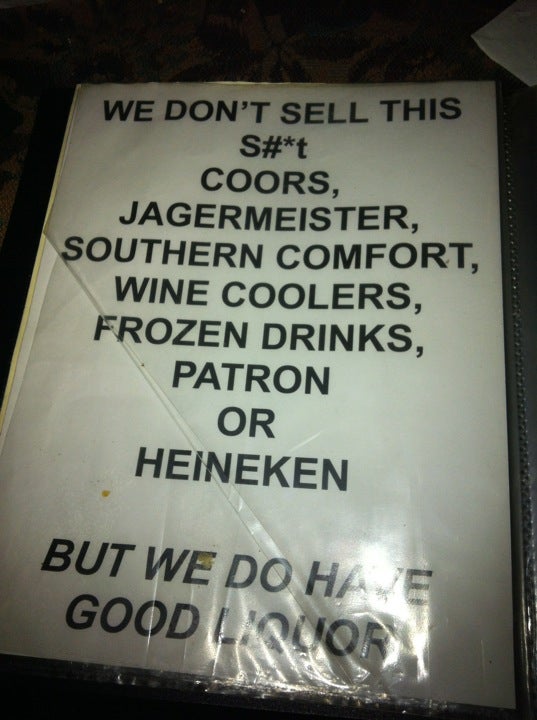 WE DON'T SELL THIS
S#*t
COORS,
JAGERMEISTER,
SOUTHERN COMFORT,
WINE COOLERS,
FROZEN DRINKS,
PATRON
OR
HEINEKEN
BUT WE DO HAVE
GOOD LIQUOR